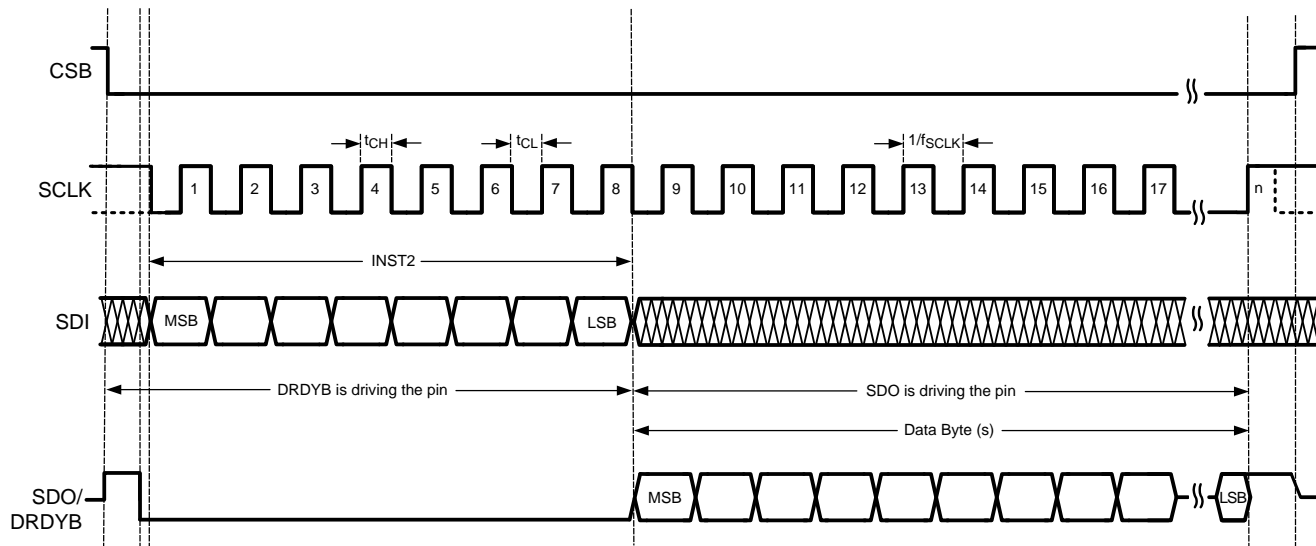 CSB
tCH
tCL
1/fSCLK
SCLK
1 2 3 4 5 6 7 8 9 10 11 12 13 14 15 16 17 n
INST2
SDI
MSB
LSB
DRDYB is driving the pin
SDO is driving the pin
Data Byte (s)
SDO/
DRDYB
MSB
LSB